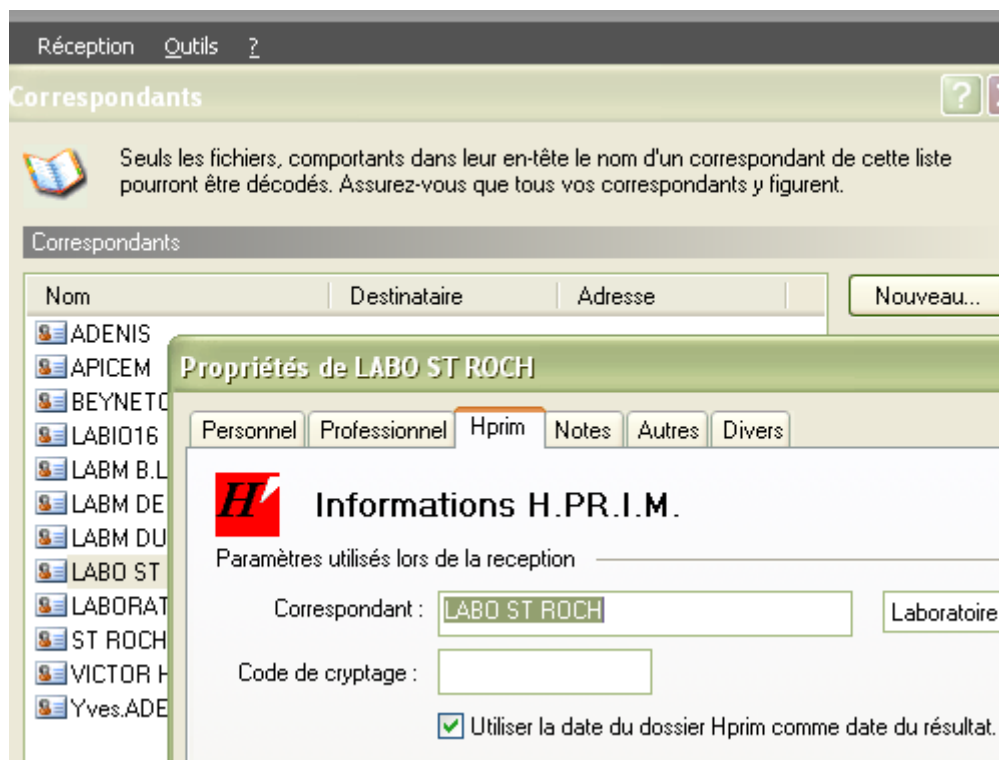 Réception Outils ?
Correspondants ?
Seuls les fichiers, comportants dans leur en-tête le nom d'un correspondant de cette liste
pourront être décodés. Assurez-vous que tous vos correspondants y figurent.
Correspondants
Nom Destinataire Adresse Nouveau...
ADENIS
APICEM
LABIO16
LABM B.L
LABM DE
LABM DU
LABO ST
LABORAT
ST ROCH
VICTOR H
Yves.ADE
Propriétés de LABO ST ROCH
Personnel Professionnel Hprim Notes Autres Divers
H' Informations H.PR.I.M.
Paramètres utilisés lors de la reception
Correspondant : LABO ST ROCH Laboratoire
Code de cryptage :
Utiliser la date du dossier Hprim comme date du résultat.